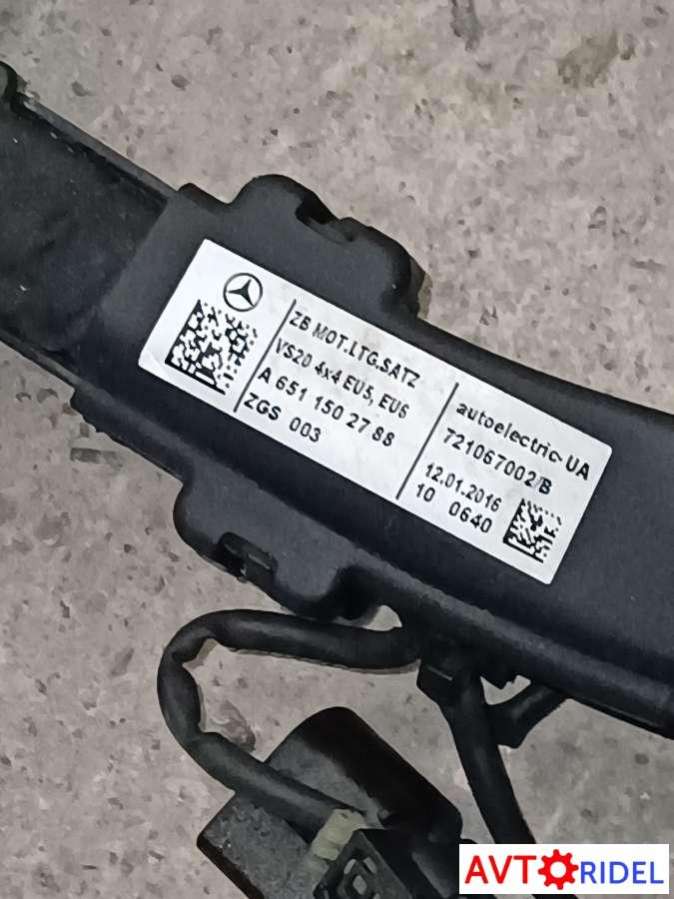 ZB MOT.LTG.SATZ
VS20 4x4 EU5, EU6
A 651 150 27 88
ZGS 003
autoelectric-UA
721067002/B
12.01.2016
10 0640
AVTORIDEL